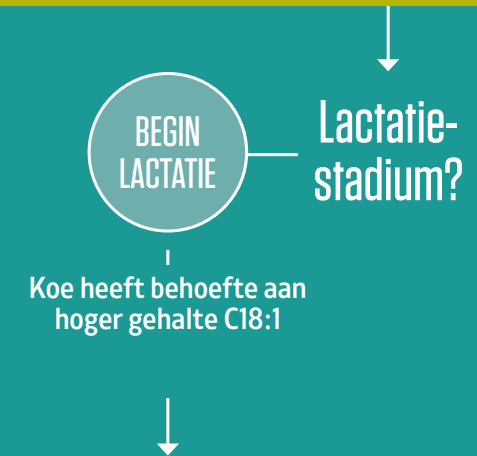 Lactatie-
stadium?
BEGIN
LACTATIE
Koe heeft behoefte aan
hoger gehalte C18:1